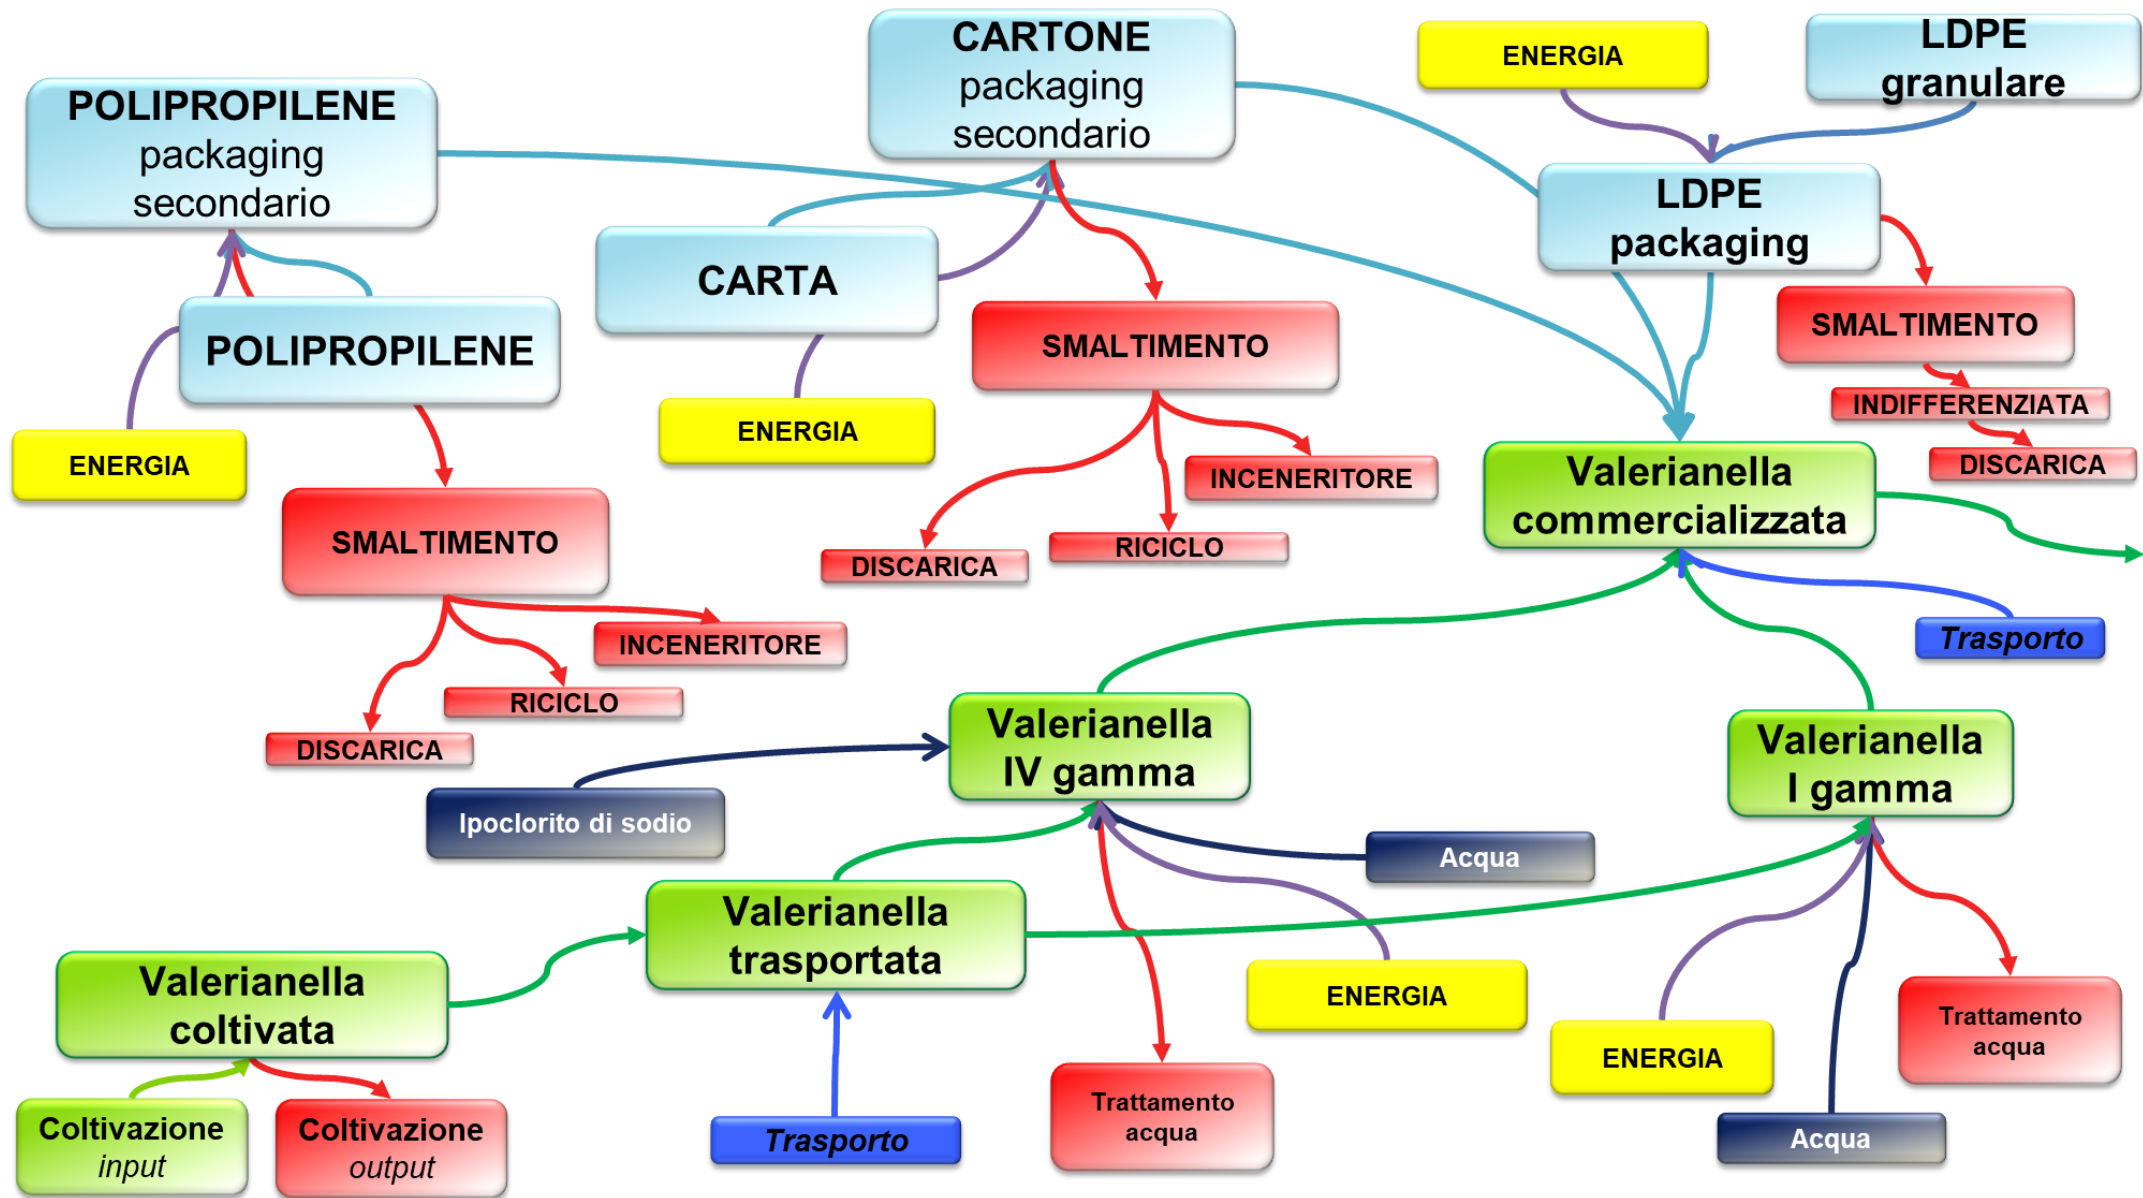 CARTONE
packaging
secondario
ENERGIA
LDPE
granulare
POLIPROPILENE
packaging
secondario
LDPE
packaging
CARTA
POLIPROPILENE
SMALTIMENTO
SMALTIMENTO
INDIFFERENZIATA
DISCARICA
ENERGIA
ENERGIA
INCENERITORE
RICICLO
DISCARICA
Valerianella
commercializzata
SMALTIMENTO
INCENERITORE
RICICLO
DISCARICA
Trasporto
Valerianella
IV gamma
Valerianella
I gamma
Ipoclorito di sodio
Acqua
Valerianella
trasportata
Valerianella
coltivata
ENERGIA
ENERGIA
Trattamento
acqua
Trattamento
acqua
Coltivazione
input
Coltivazione
output
Trasporto
Acqua